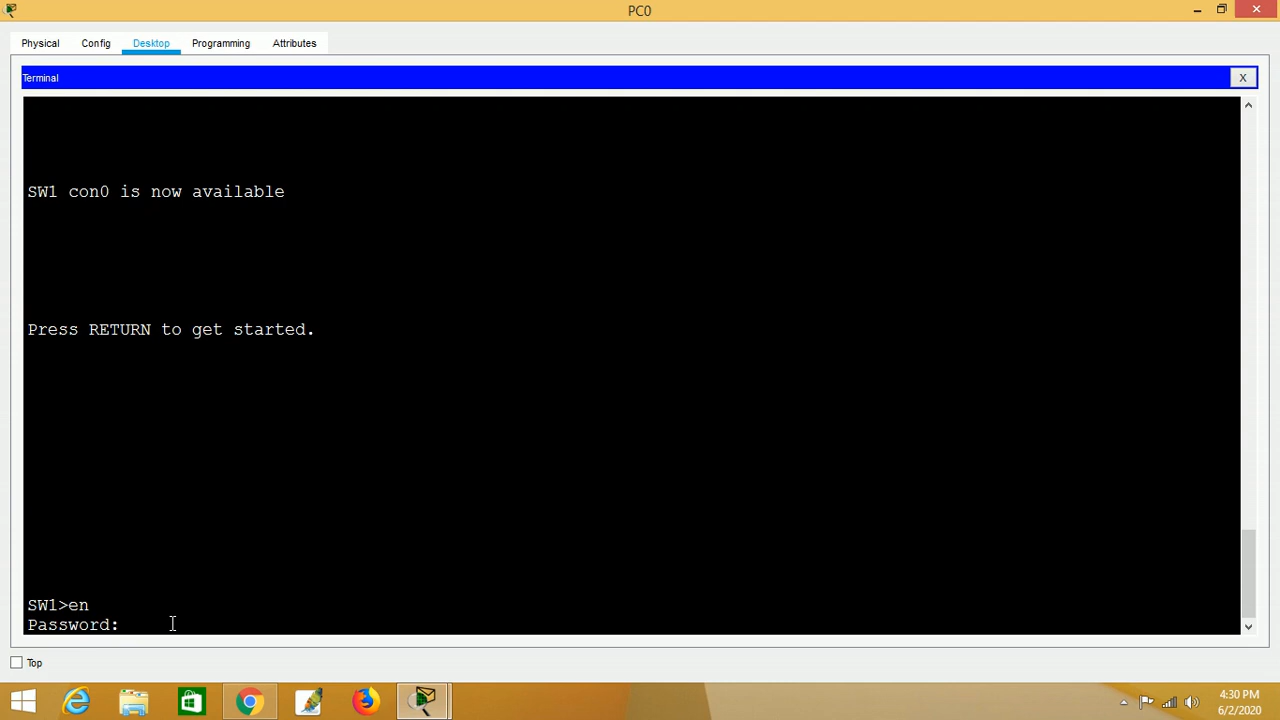 PC0
Physical
Config
Desktop
Programming
Attributes
Terminal
X
SW1 con0 is now available
Press RETURN to get started.
SW1>en
Password:
Top
4:30 PM
6/2/2020